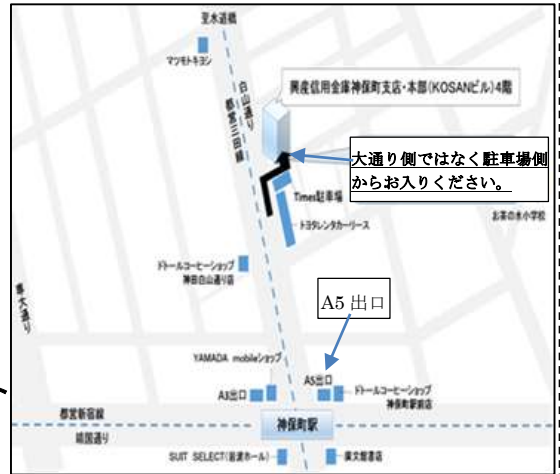 至水道橋
マツモトキヨシ
白山通り
都営三田線
興産信用金庫神保町支店・本部(KOSANビル)4階
大通り側ではなく駐車場側
からお入りください。
Times駐車場
トヨタレンタカーリース
お茶の水小学校
ドトールコーヒーショップ
神田白山通り店
専大通り
A5 出口
YAMADA mobileショップ
A3出口
A5出口
ドトールコーヒーショップ
神保町駅前店
都営新宿線
靖国通り
神保町駅
SUIT SELECT(岩波ホール)
廣文館書店